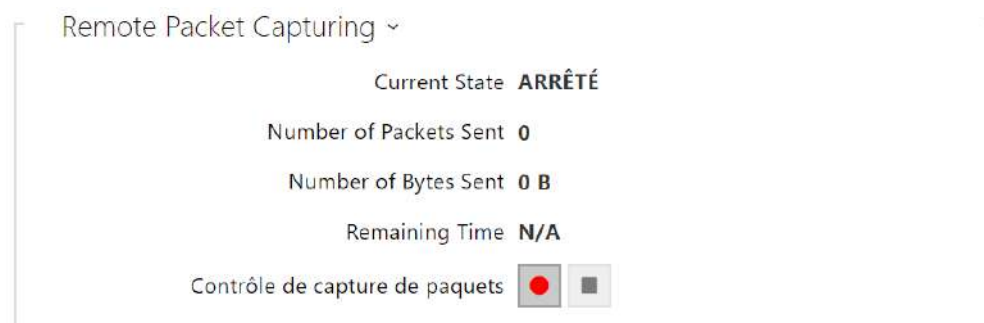 Remote Packet Capturing
Current State ARRÊTÉ
Number of Packets Sent 0
Number of Bytes Sent 0 B
Remaining Time N/A
Contrôle de capture de paquets